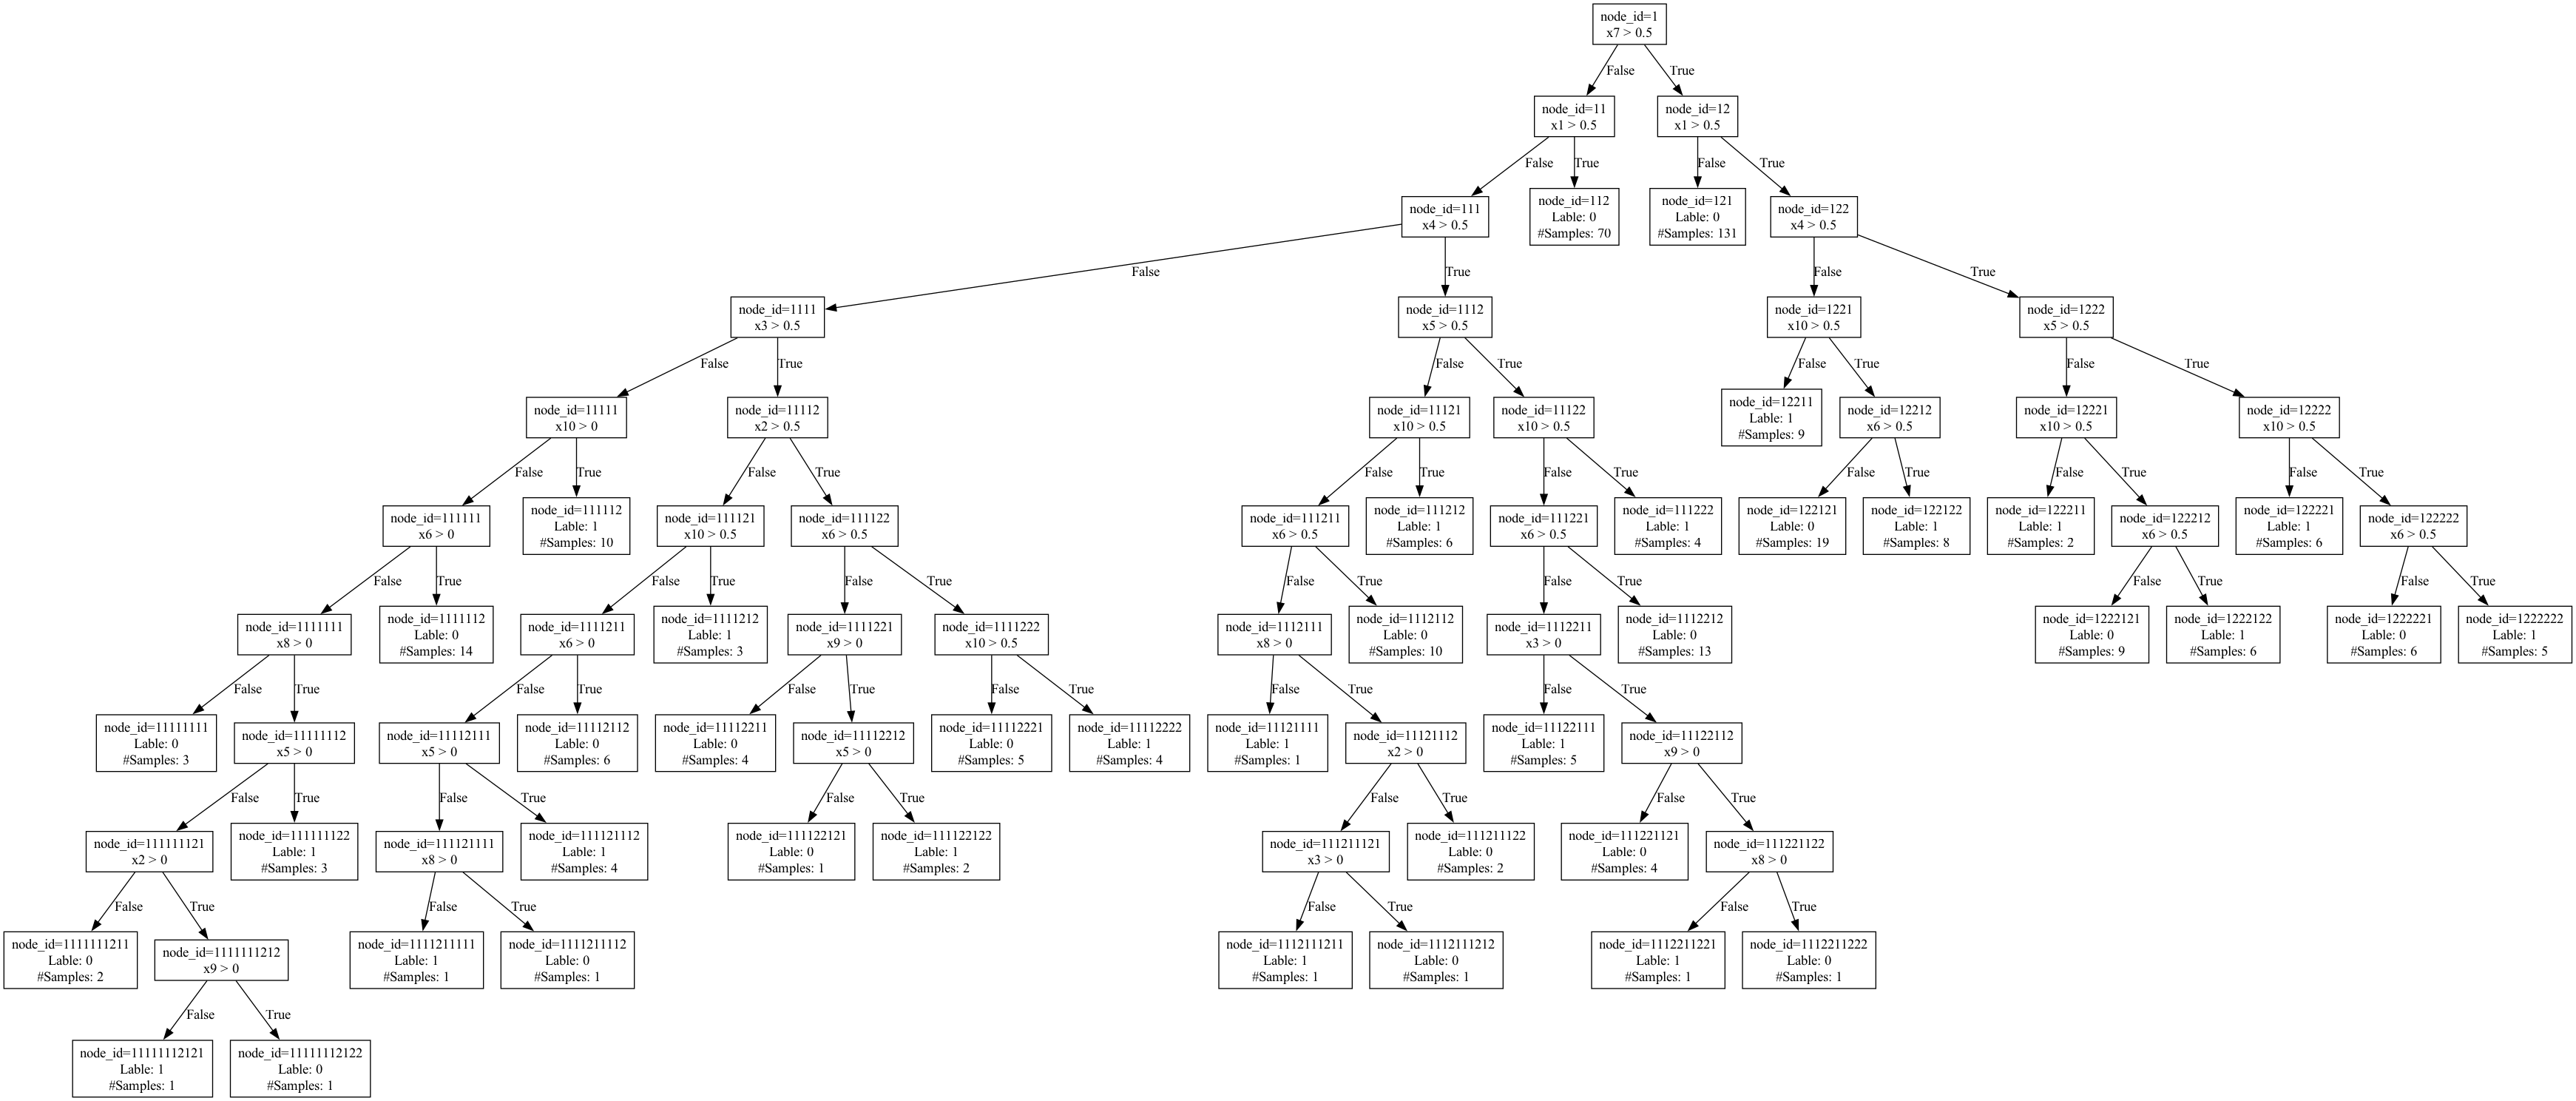 node_id=1
x7 > 0.5
False
True
node_id=11
x1 > 0.5
node_id=12
x1 > 0.5
False
True
False
True
node_id=111
x4 > 0.5
node_id=112
Lable: 0
#Samples: 70
node_id=121
Lable: 0
#Samples: 131
node_id=122
x4 > 0.5
False
True
False
True
node_id=1111
x3 > 0.5
node_id=1112
x5 > 0.5
node_id=1221
x10 > 0.5
node_id=1222
x5 > 0.5
False
True
False
True
False
True
False
True
node_id=11111
x10 > 0
node_id=11112
x2 > 0.5
node_id=11121
x10 > 0.5
node_id=11122
x10 > 0.5
node_id=12211
Lable: 1
#Samples: 9
node_id=12212
x6 > 0.5
node_id=12221
x10 > 0.5
node_id=12222
x10 > 0.5
False
True
False
True
False
True
False
True
False
True
False
True
False
True
node_id=111111
x6 > 0
node_id=111112
Lable: 1
#Samples: 10
node_id=111121
x10 > 0.5
node_id=111122
x6 > 0.5
node_id=111211
x6 > 0.5
node_id=111212
Lable: 1
#Samples: 6
node_id=111221
x6 > 0.5
node_id=111222
Lable: 1
#Samples: 4
node_id=122121
Lable: 0
#Samples: 19
node_id=122122
Lable: 1
#Samples: 8
node_id=122211
Lable: 1
#Samples: 2
node_id=122212
x6 > 0.5
node_id=122221
Lable: 1
#Samples: 6
node_id=122222
x6 > 0.5
False
True
False
True
False
True
False
True
False
True
False
True
False
True
node_id=1111111
x8 > 0
node_id=1111112
Lable: 0
#Samples: 14
node_id=1111211
x6 > 0
node_id=1111212
Lable: 1
#Samples: 3
node_id=1111221
x9 > 0
node_id=1111222
x10 > 0.5
node_id=1112111
x8 > 0
node_id=1112112
Lable: 0
#Samples: 10
node_id=1112211
x3 > 0
node_id=1112212
Lable: 0
#Samples: 13
node_id=1222121
Lable: 0
#Samples: 9
node_id=1222122
Lable: 1
#Samples: 6
node_id=1222221
Lable: 0
#Samples: 6
node_id=1222222
Lable: 1
#Samples: 5
False
True
False
True
False
True
False
True
False
True
False
True
node_id=11111111
Lable: 0
#Samples: 3
node_id=11111112
x5 > 0
node_id=11112111
x5 > 0
node_id=11112112
Lable: 0
#Samples: 6
node_id=11112211
Lable: 0
#Samples: 4
node_id=11112212
x5 > 0
node_id=11112221
Lable: 0
#Samples: 5
node_id=11112222
Lable: 1
#Samples: 4
node_id=11121111
Lable: 1
#Samples: 1
node_id=11121112
x2 > 0
node_id=11122111
Lable: 1
#Samples: 5
node_id=11122112
x9 > 0
False
True
False
True
False
True
False
True
False
True
node_id=111111121
x2 > 0
node_id=111111122
Lable: 1
#Samples: 3
node_id=111121111
x8 > 0
node_id=111121112
Lable: 1
#Samples: 4
node_id=111122121
Lable: 0
#Samples: 1
node_id=111122122
Lable: 1
#Samples: 2
node_id=111211121
x3 > 0
node_id=111211122
Lable: 0
#Samples: 2
node_id=111221121
Lable: 0
#Samples: 4
node_id=111221122
x8 > 0
False
True
False
True
False
True
False
True
node_id=1111111211
Lable: 0
#Samples: 2
node_id=1111111212
x9 > 0
node_id=1111211111
Lable: 1
#Samples: 1
node_id=1111211112
Lable: 0
#Samples: 1
node_id=1112111211
Lable: 1
#Samples: 1
node_id=1112111212
Lable: 0
#Samples: 1
node_id=1112211221
Lable: 1
#Samples: 1
node_id=1112211222
Lable: 0
#Samples: 1
False
True
node_id=11111112121
Lable: 1
#Samples: 1
node_id=11111112122
Lable: 0
#Samples: 1